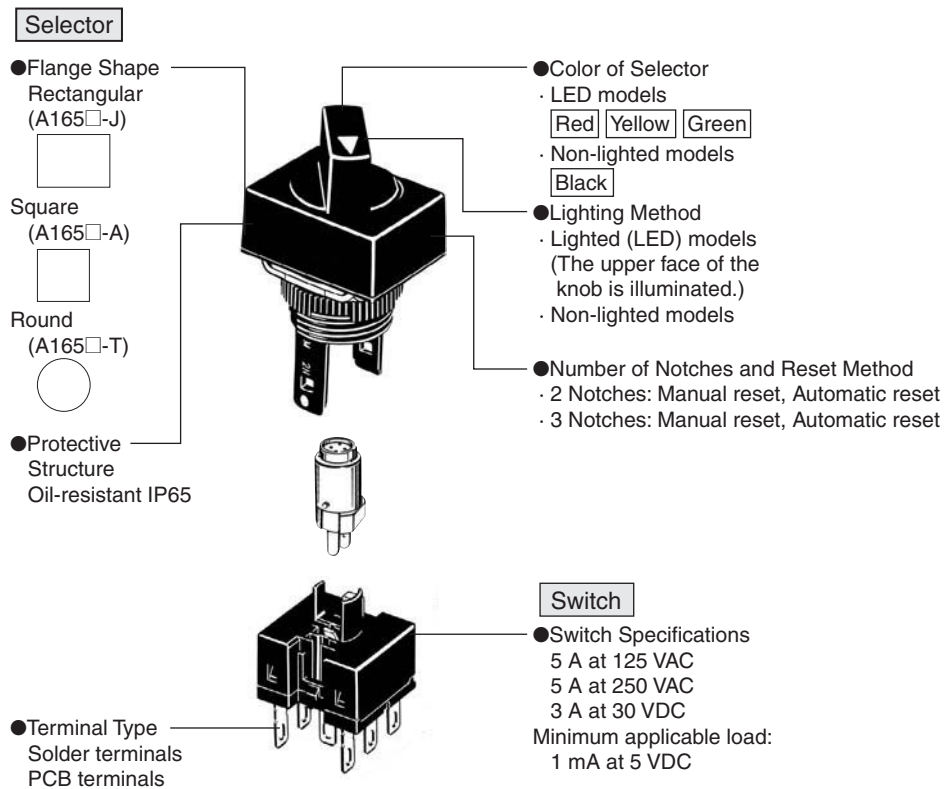 Selector
●Flange Shape
Rectangular
(A165□-J)
Square
(A165□-A)
Round
(A165□-T)
●Protective
Structure
Oil-resistant IP65
●Color of Selector
· LED models
Red Yellow Green
· Non-lighted models
Black
●Lighting Method
· Lighted (LED) models
(The upper face of the
knob is illuminated.)
· Non-lighted models
●Number of Notches and Reset Method
· 2 Notches: Manual reset, Automatic reset
· 3 Notches: Manual reset, Automatic reset
Switch
●Switch Specifications
5 A at 125 VAC
5 A at 250 VAC
3 A at 30 VDC
Minimum applicable load:
1 mA at 5 VDC
●Terminal Type
Solder terminals
PCB terminals